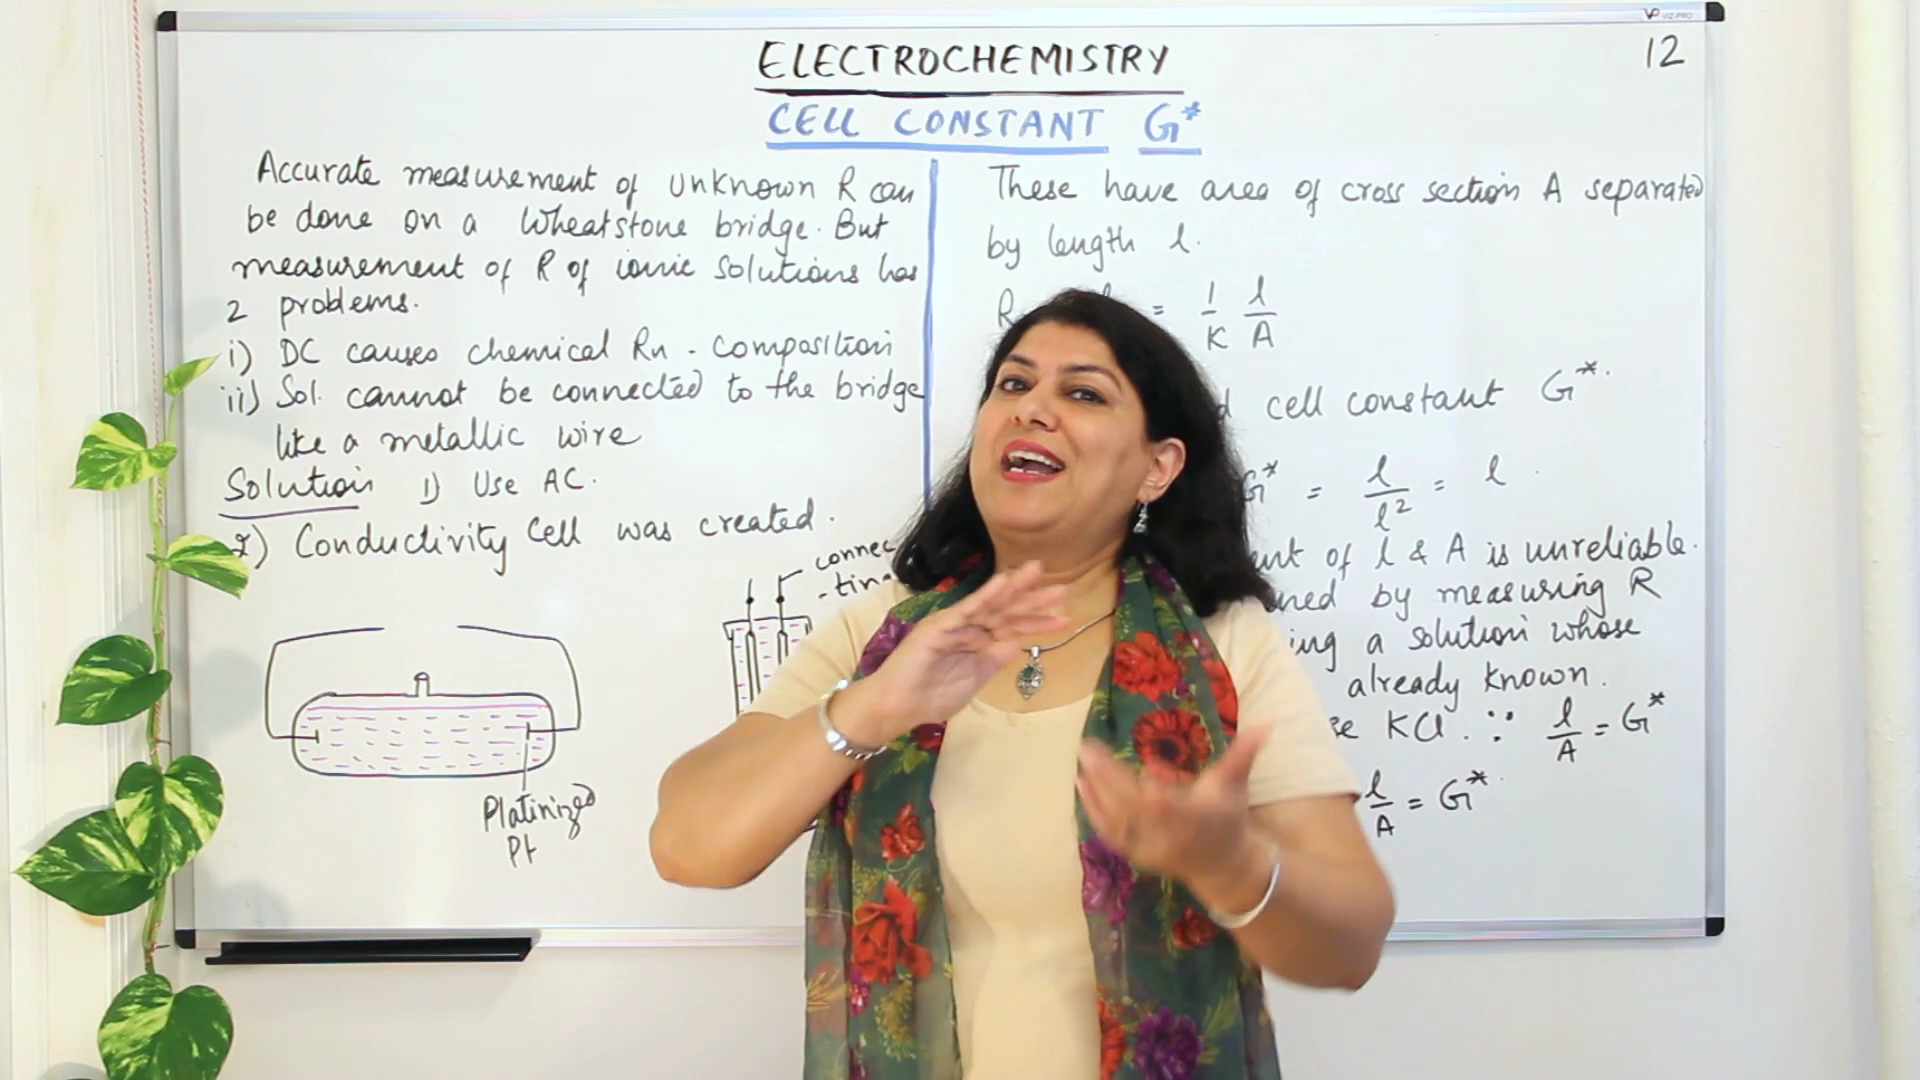 VIZ-PRO
12
ELECTROCHEMISTRY
CELL CONSTANT G*
Accurate measurement of unknown R can
be done on a Wheatstone bridge. But
measurement of R of ionic solutions has
2 problems.
i) DC causes chemical Rn - composition
ii) Sol. cannot be connected to the bridge
like a metallic wire
Solution 1) Use AC.
2) Conductivity Cell was created.
connec
-ting
Platinized
Pt
These have area of cross section A separated
by length l.
R = 1/K l/A
cell constant G*.
G* = l/l² = l .
of l & A is unreliable.
by measuring R
a solution whose
already known.
KCl. ∵ l/A = G*
l/A = G*